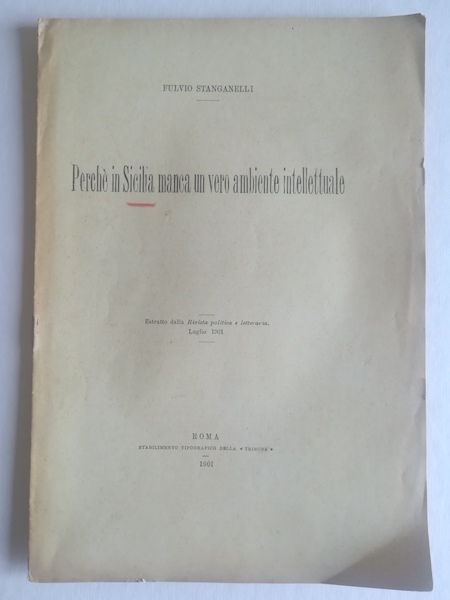 FULVIO STANGANELLI
Perchè in Sicilia manca un vero ambiente intellettuale
Estratto dalla Rivista politica e letteraria.
Luglio 1901
ROMA
STABILIMENTO TIPOGRAFICO DELLA « TRIBUNA »
1901